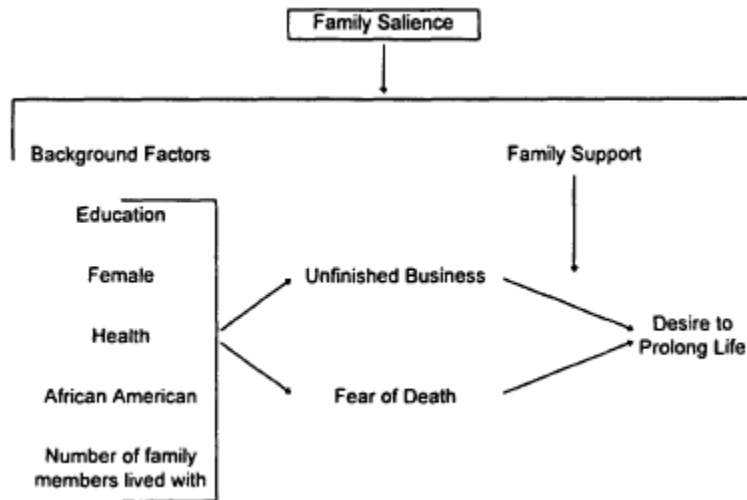 Family Salience
Background Factors
Family Support
Education
Female
Unfinished Business
Health
Desire to
Prolong Life
African American
Fear of Death
Number of family
members lived with